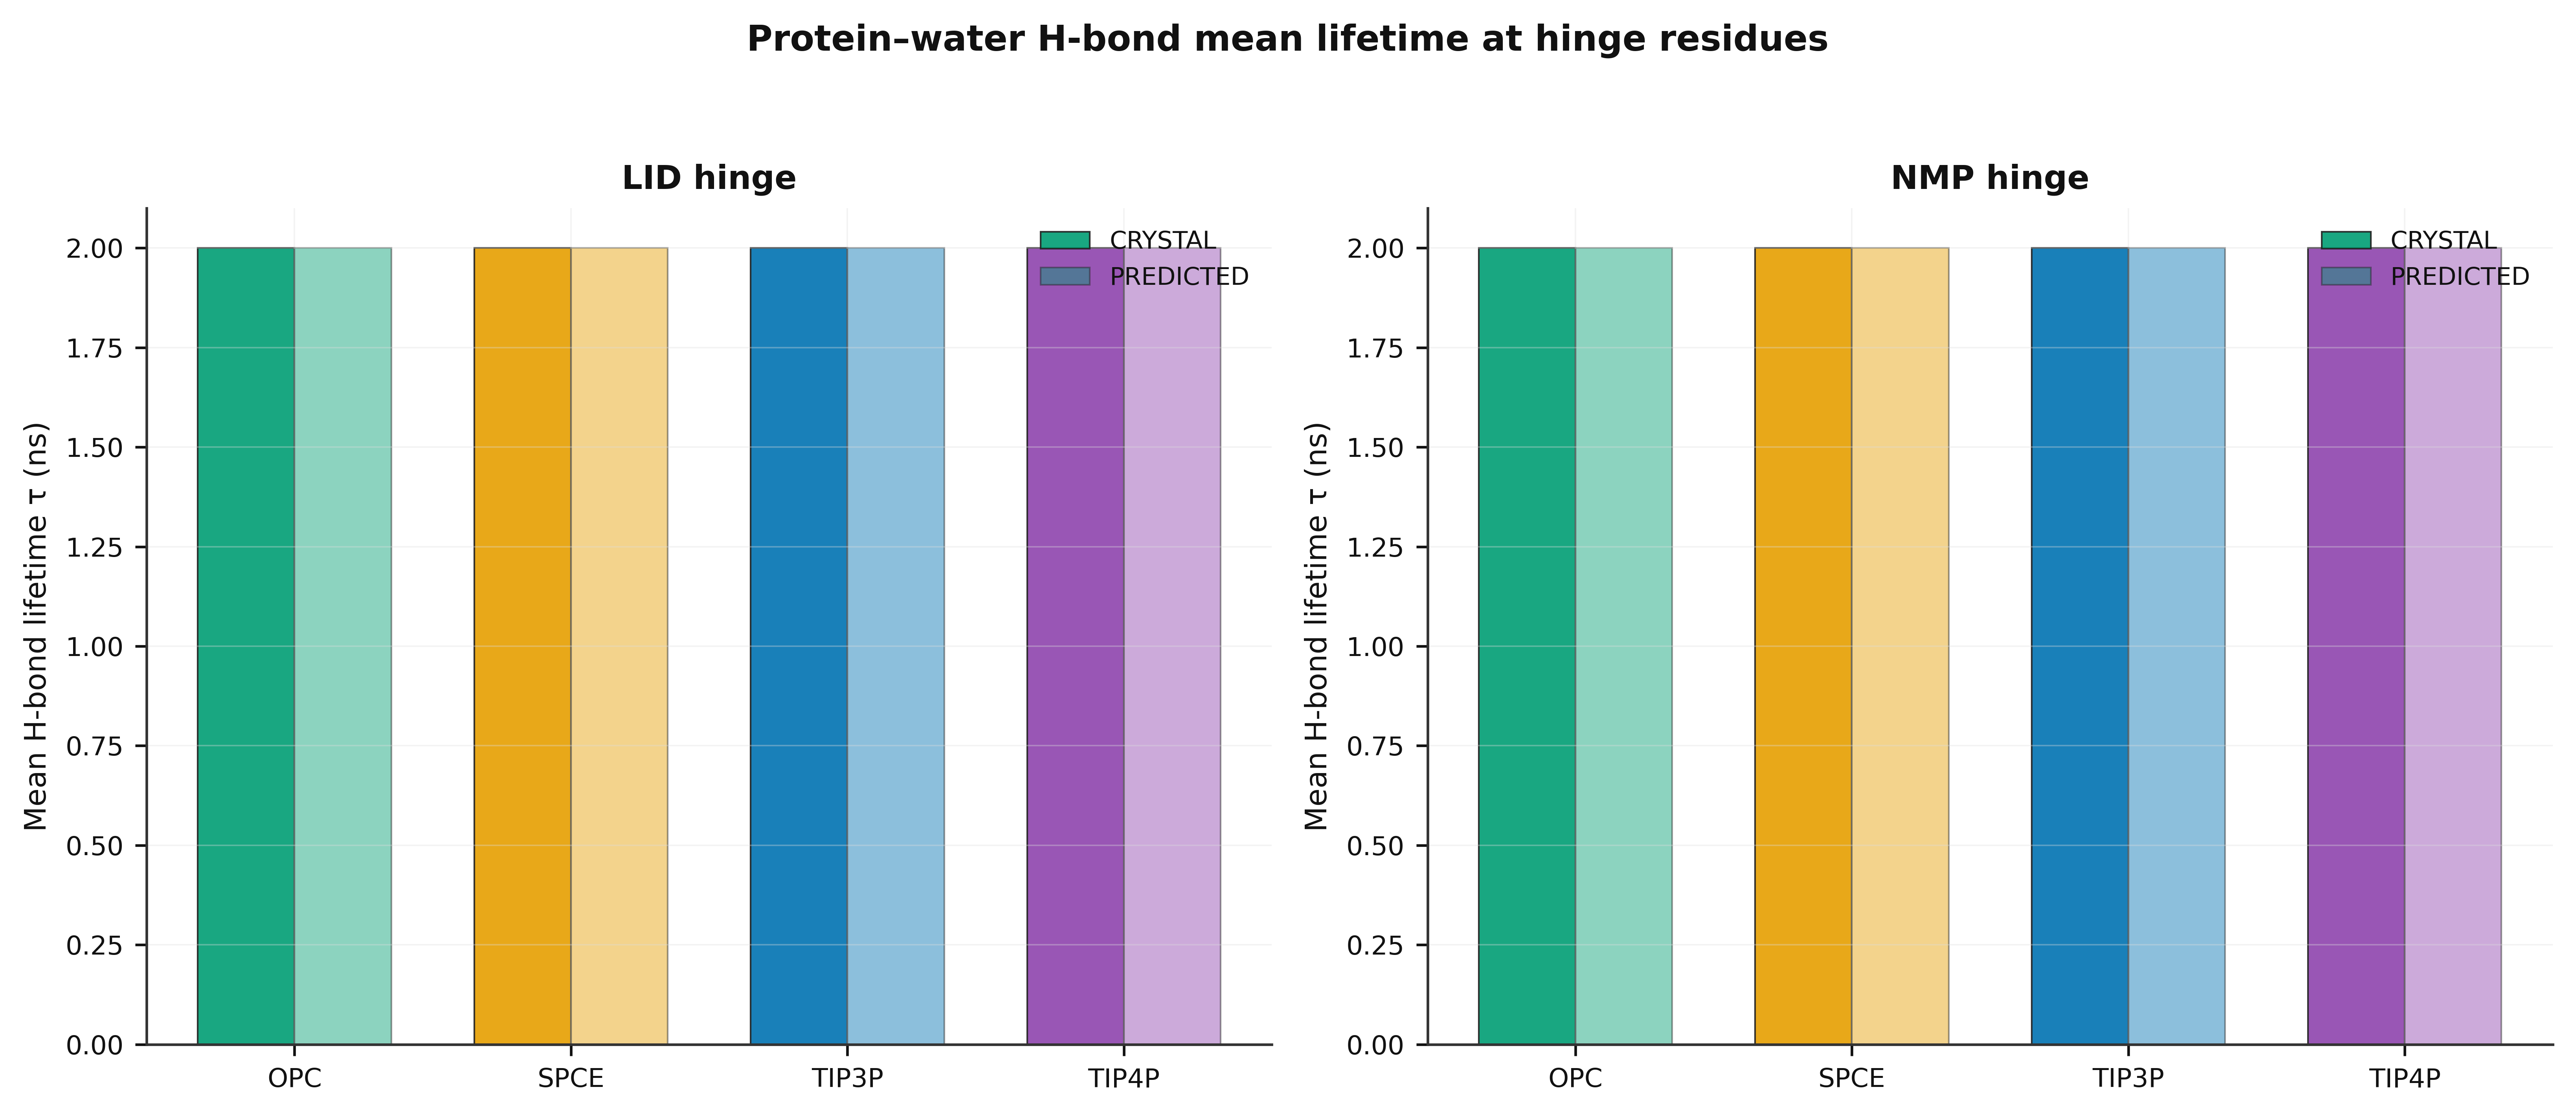 Protein–water H-bond mean lifetime at hinge residues
LID hinge
Mean H-bond lifetime τ (ns)
2.00
1.75
1.50
1.25
1.00
0.75
0.50
0.25
0.00
CRYSTAL
PREDICTED
OPC SPCE TIP3P TIP4P
NMP hinge
Mean H-bond lifetime τ (ns)
2.00
1.75
1.50
1.25
1.00
0.75
0.50
0.25
0.00
CRYSTAL
PREDICTED
OPC SPCE TIP3P TIP4P